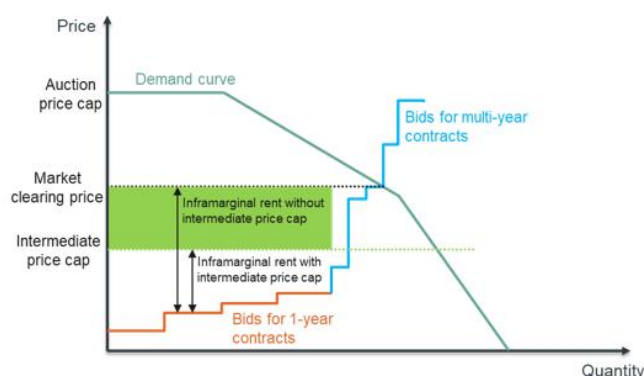 Price
Auction
price cap
Demand curve
Bids for multi-year
contracts
Market
clearing price
Inframarginal rent without
intermediate price cap
Intermediate
price cap
Inframarginal rent with
intermediate price cap
Bids for 1-year
contracts
Quantity